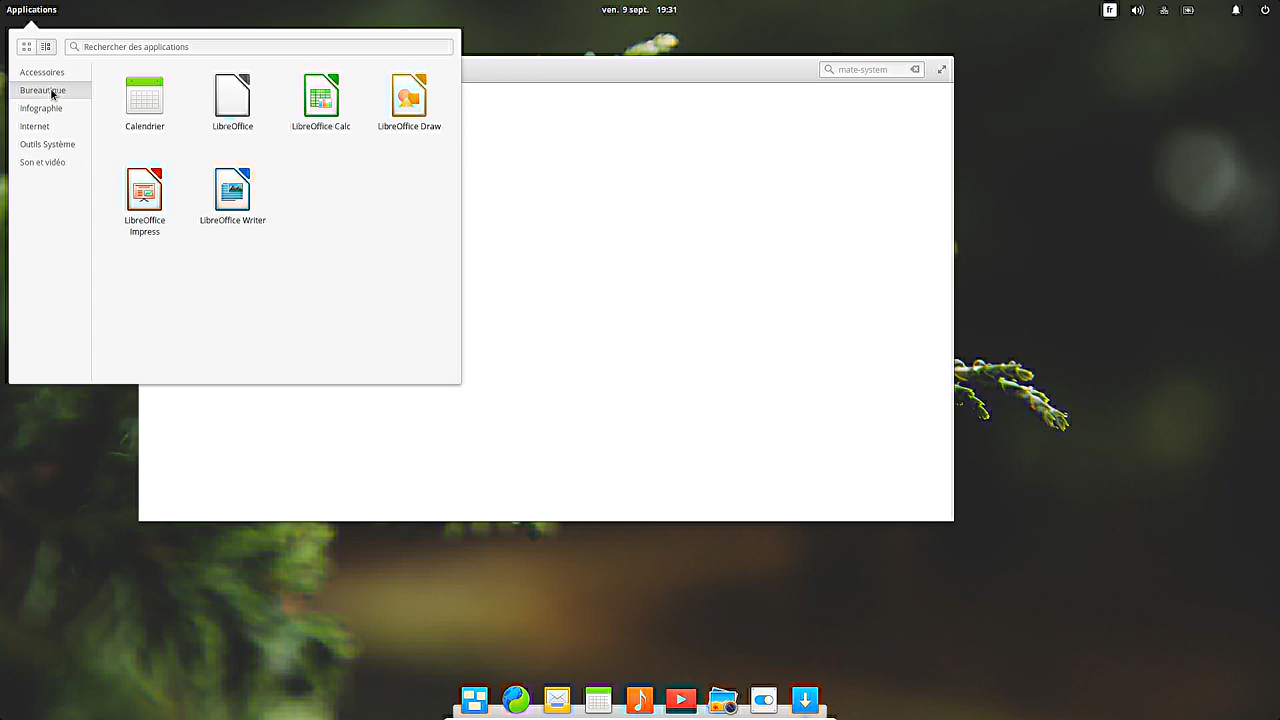 Applications
ven. 9 sept. 19:31
fr
Rechercher des applications
mate-system
Accessoires
Bureautique
Infographie
Internet
Outils Système
Son et vidéo
Calendrier
LibreOffice
LibreOffice Calc
LibreOffice Draw
LibreOffice
Impress
LibreOffice Writer